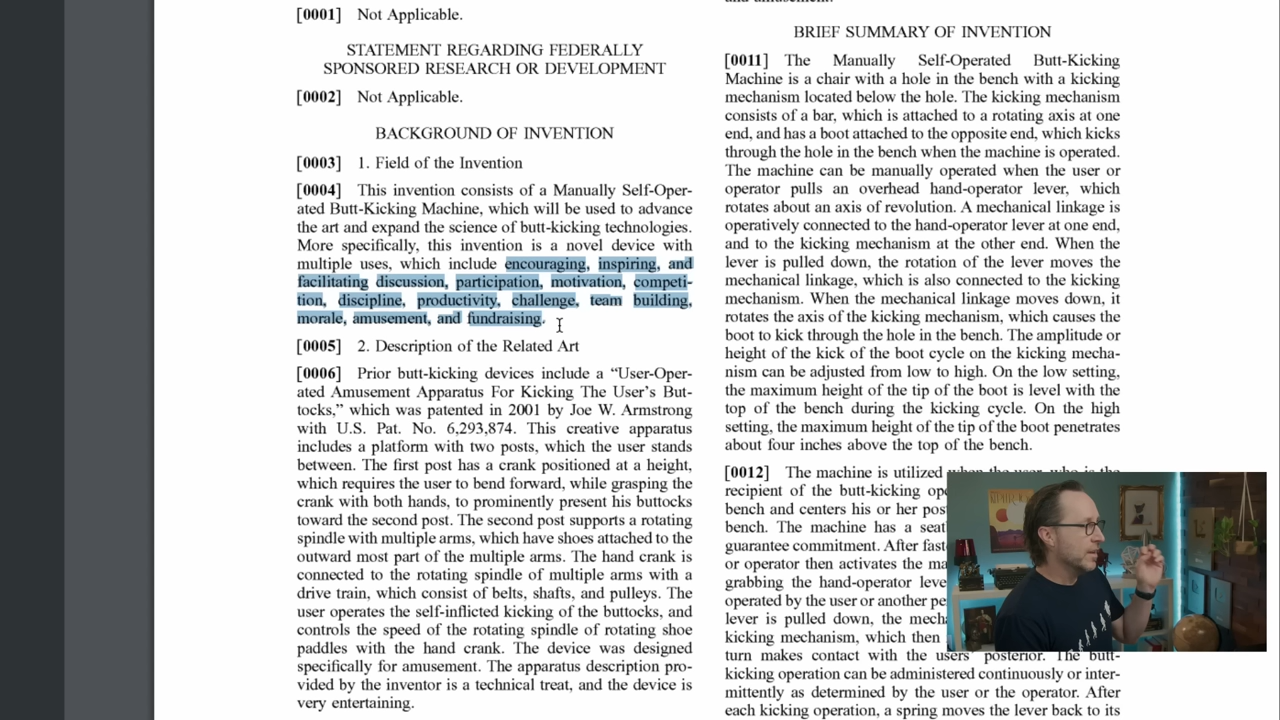 [0001] Not Applicable.
STATEMENT REGARDING FEDERALLY
SPONSORED RESEARCH OR DEVELOPMENT
[0002] Not Applicable.
BACKGROUND OF INVENTION
[0003] 1. Field of the Invention
[0004] This invention consists of a Manually Self-Oper-
ated Butt-Kicking Machine, which will be used to advance
the art and expand the science of butt-kicking technologies.
More specifically, this invention is a novel device with
multiple uses, which include encouraging, inspiring, and
facilitating discussion, participation, motivation, competi-
tion, discipline, productivity, challenge, team building,
morale, amusement, and fundraising.
[0005] 2. Description of the Related Art
[0006] Prior butt-kicking devices include a “User-Oper-
ated Amusement Apparatus For Kicking The User’s But-
tocks,” which was patented in 2001 by Joe W. Armstrong
with U.S. Pat. No. 6,293,874. This creative apparatus
includes a platform with two posts, which the user stands
between. The first post has a crank positioned at a height,
which requires the user to bend forward, while grasping the
crank with both hands, to prominently present his buttocks
toward the second post. The second post supports a rotating
spindle with multiple arms, which have shoes attached to the
outward most part of the multiple arms. The hand crank is
connected to the rotating spindle of multiple arms with a
drive train, which consist of belts, shafts, and pulleys. The
user operates the self-inflicted kicking of the buttocks, and
controls the speed of the rotating spindle of rotating shoe
paddles with the hand crank. The device was designed
specifically for amusement. The apparatus description pro-
vided by the inventor is a technical treat, and the device is
very entertaining.
and amusement.
BRIEF SUMMARY OF INVENTION
[0011] The Manually Self-Operated Butt-Kicking
Machine is a chair with a hole in the bench with a kicking
mechanism located below the hole. The kicking mechanism
consists of a bar, which is attached to a rotating axis at one
end, and has a boot attached to the opposite end, which kicks
through the hole in the bench when the machine is operated.
The machine can be manually operated when the user or
operator pulls an overhead hand-operator lever, which
rotates about an axis of revolution. A mechanical linkage is
operatively connected to the hand-operator lever at one end,
and to the kicking mechanism at the other end. When the
lever is pulled down, the rotation of the lever moves the
mechanical linkage, which is also connected to the kicking
mechanism. When the mechanical linkage moves down, it
rotates the axis of the kicking mechanism, which causes the
boot to kick through the hole in the bench. The amplitude or
height of the kick of the boot cycle on the kicking mecha-
nism can be adjusted from low to high. On the low setting,
the maximum height of the tip of the boot is level with the
top of the bench during the kicking cycle. On the high
setting, the maximum height of the tip of the boot penetrates
about four inches above the top of the bench.
[0012] The machine is utilized when the user, who is the
recipient of the butt-kicking
bench and centers his or her
bench. The machine has a
guarantee commitment. After
or operator then activates the
grabbing the hand-operator
operated by the user or another
lever is pulled down, the
kicking mechanism, which then
turn makes contact with the users’ posterior. The butt-
kicking operation can be administered continuously or inter-
mittently as determined by the user or the operator. After
each kicking operation, a spring moves the lever back to its